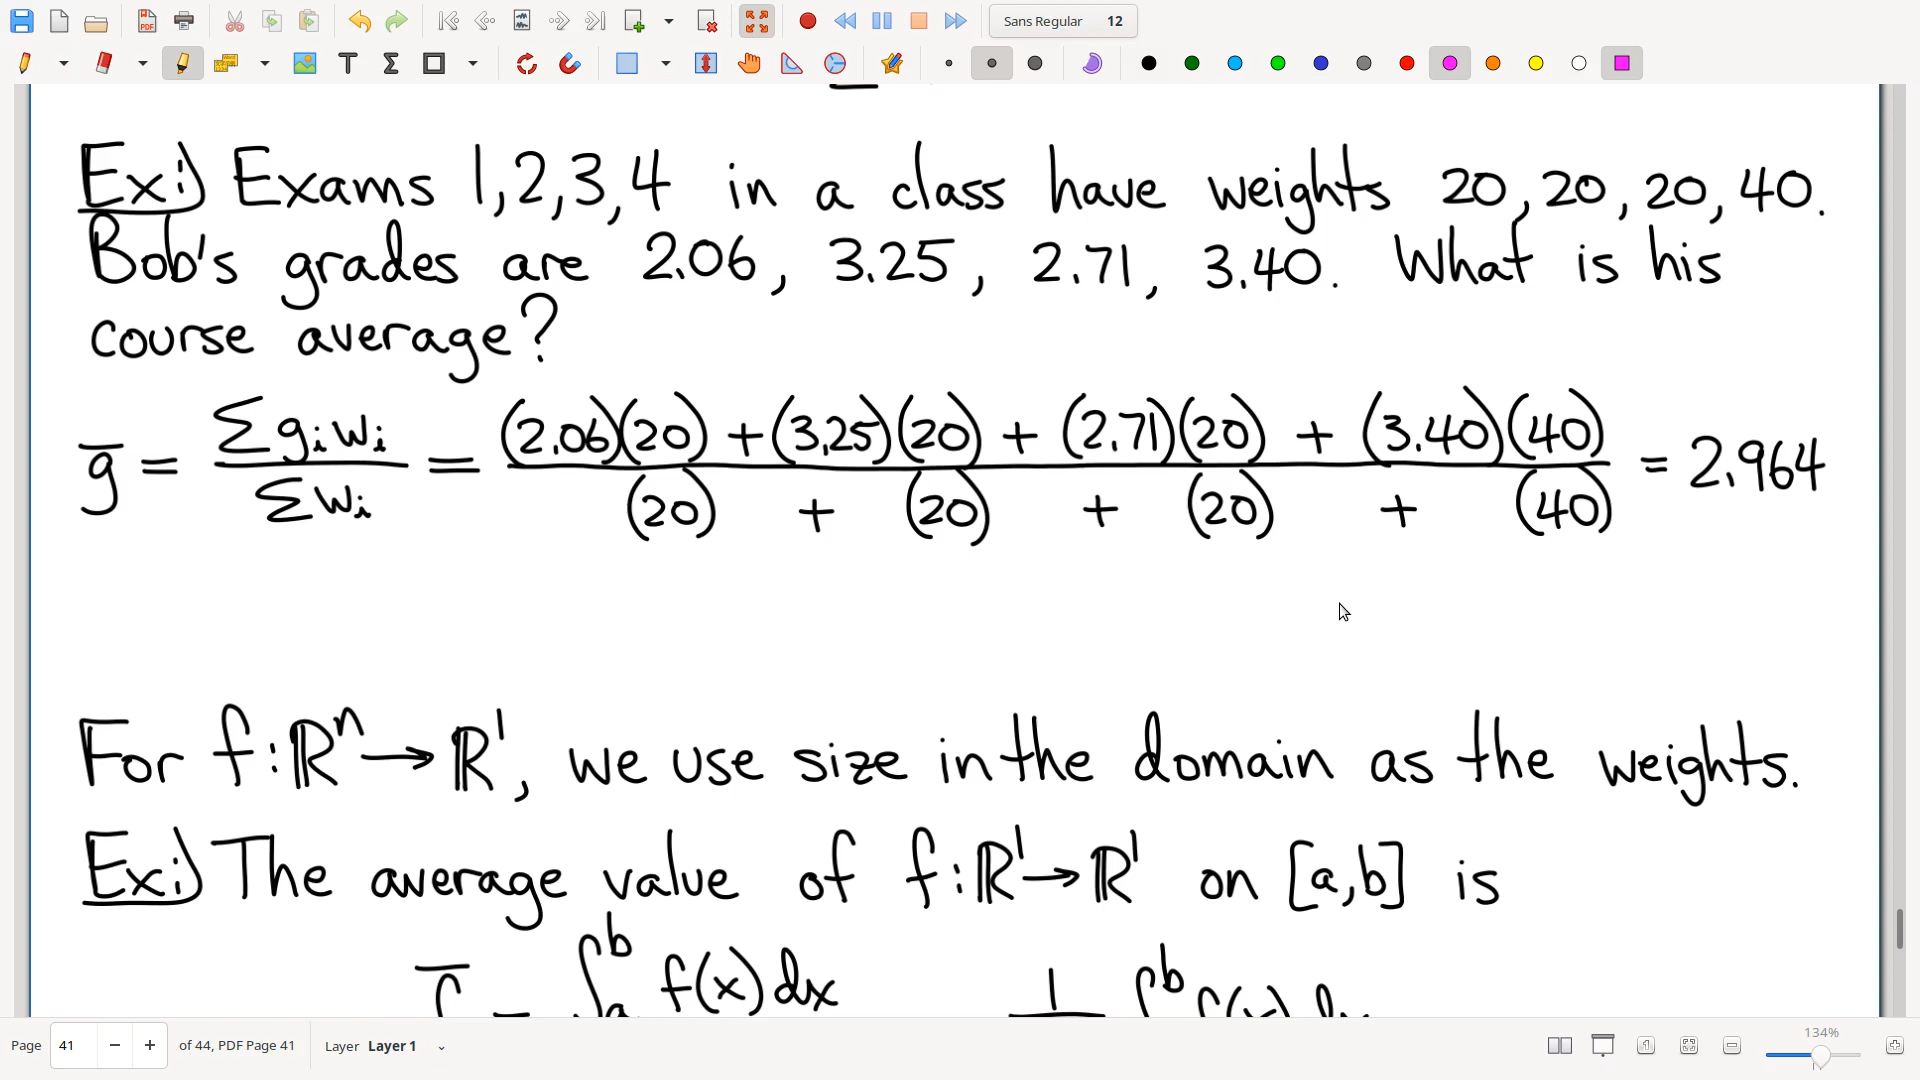 Sans Regular 12
Ex:) Exams 1,2,3,4 in a class have weights 20, 20, 20, 40.
Bob's grades are 2.06, 3.25, 2.71, 3.40. What is his
course average?
g̅ = Σgᵢwᵢ / Σwᵢ = ((2.06)(20) + (3.25)(20) + (2.71)(20) + (3.40)(40)) / ((20) + (20) + (20) + (40)) = 2.964
For f:ℝⁿ→ℝ¹, we use size in the domain as the weights.
Ex:) The average value of f:ℝ¹→ℝ¹ on [a,b] is
∫ₐᵇ f(x)dx
Page 41 − + of 44, PDF Page 41 Layer Layer 1 134%